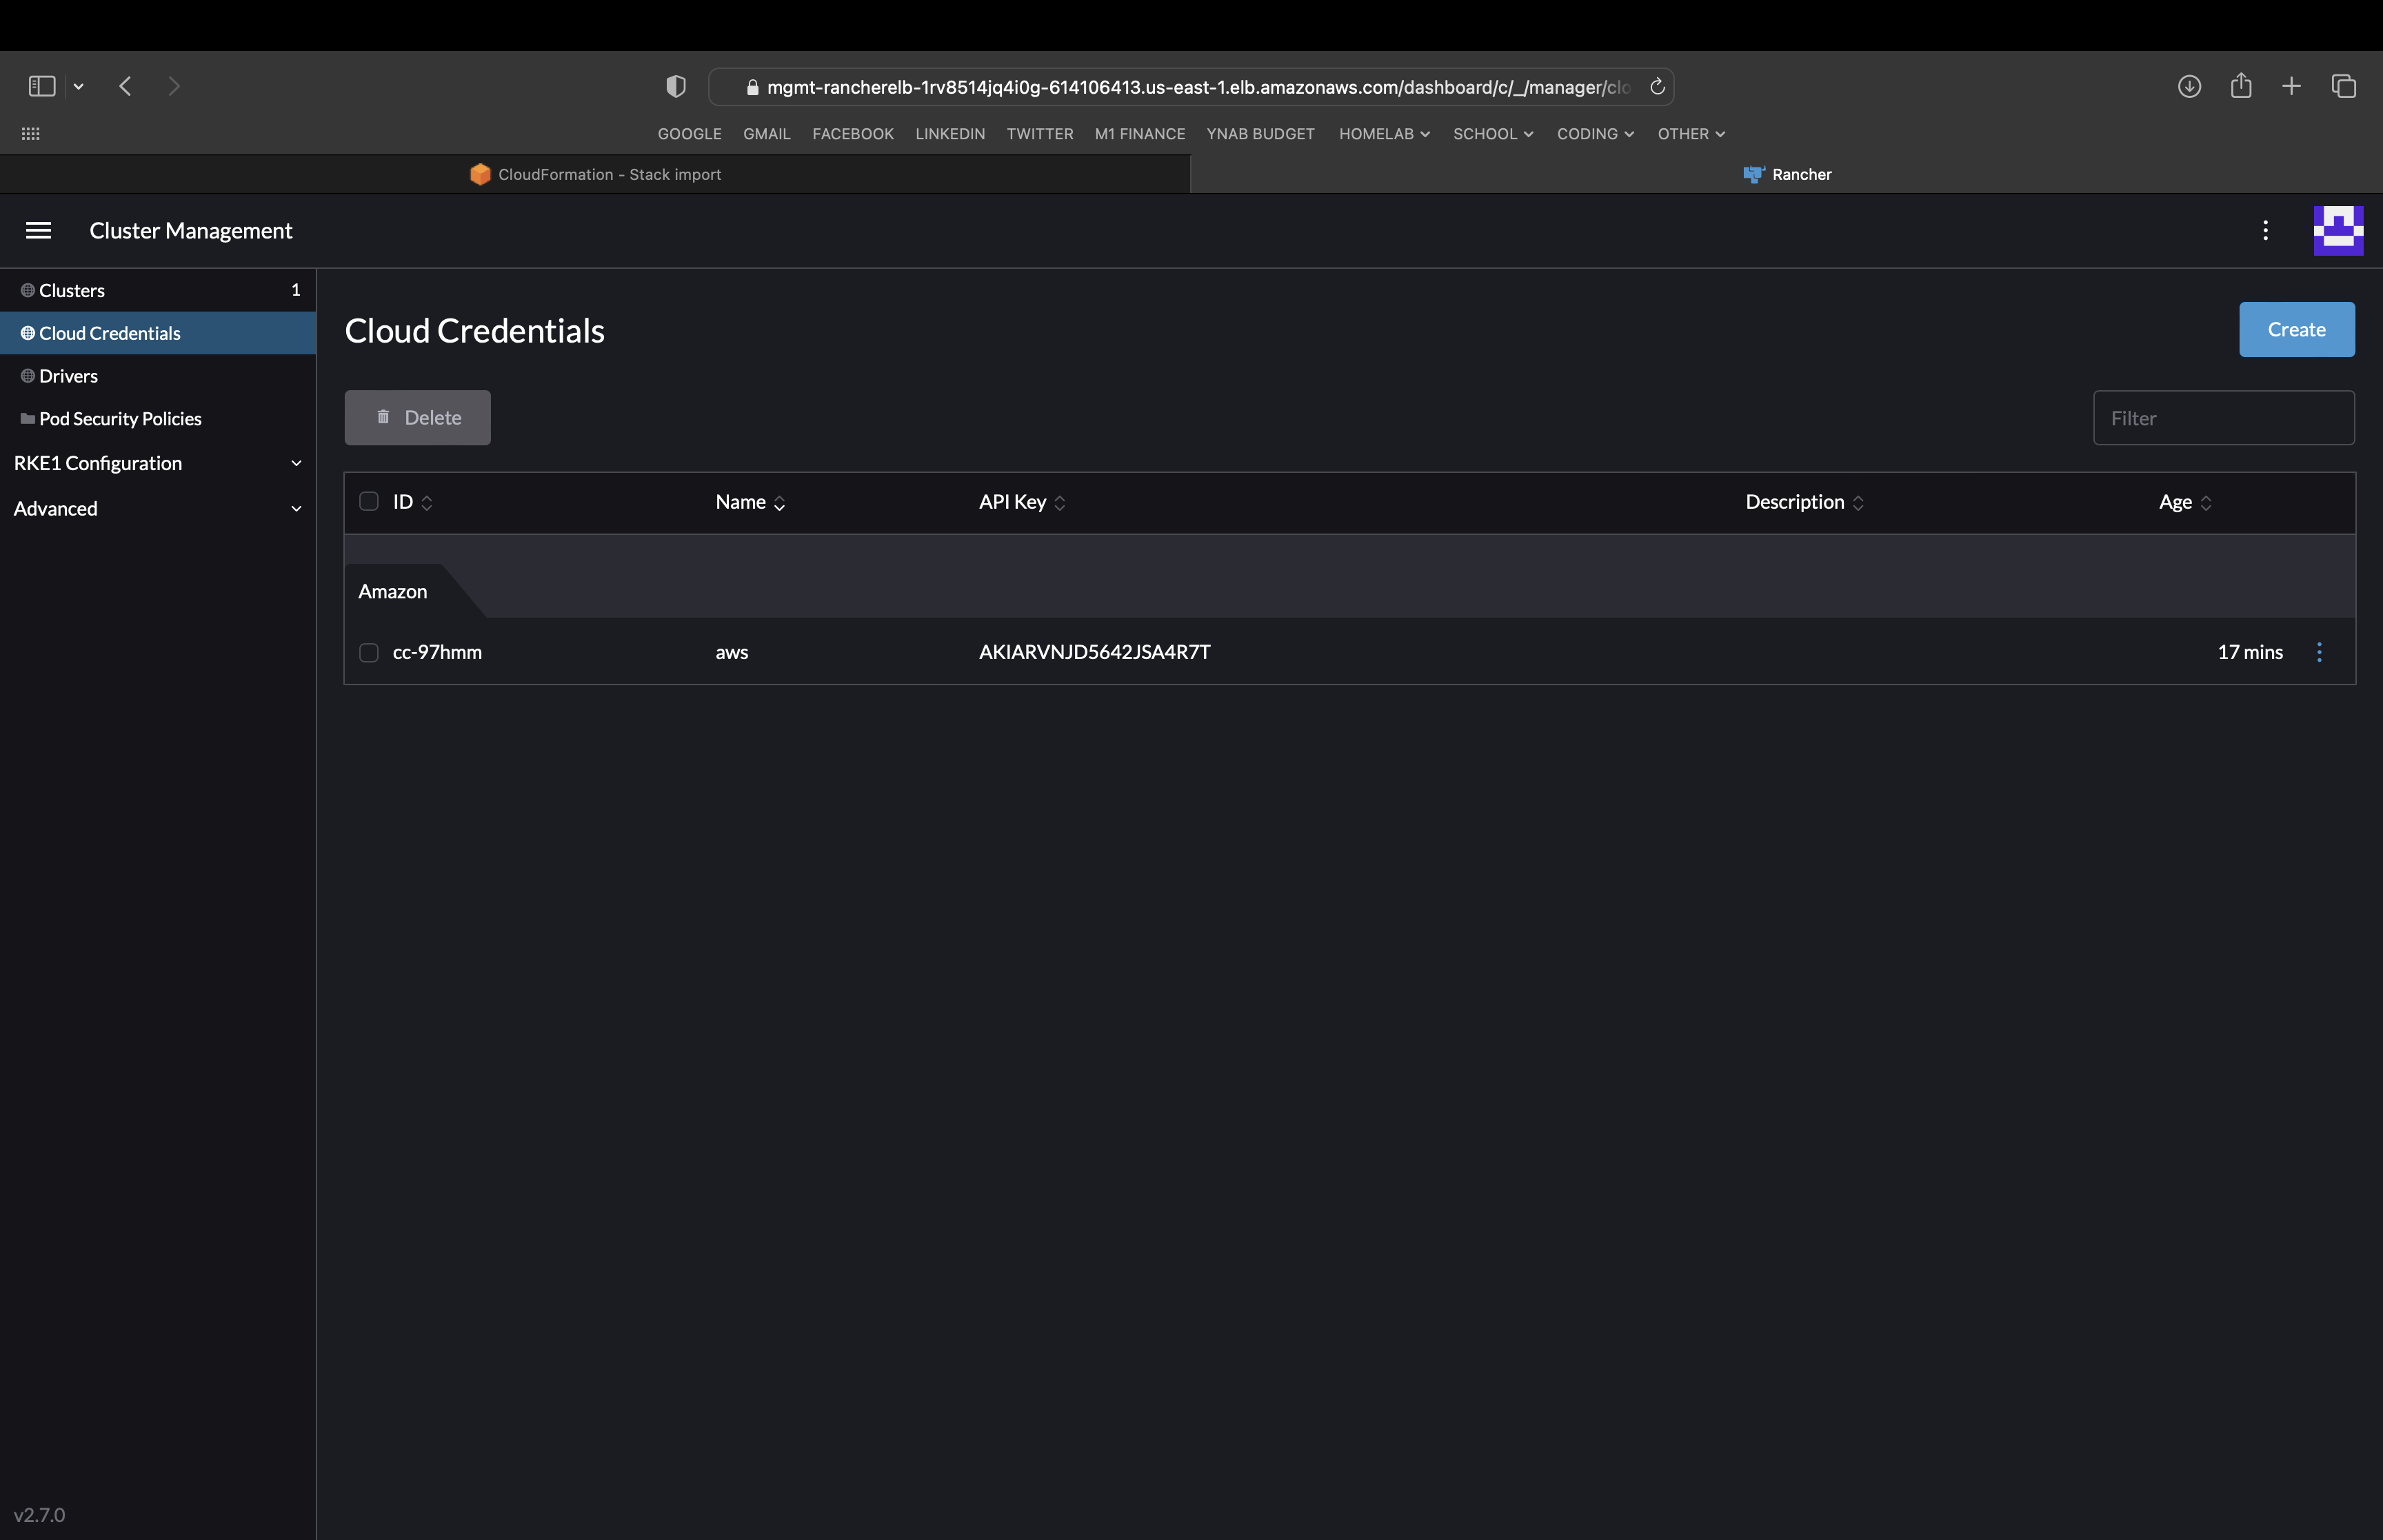 mgmt-rancherelb-1rv8514jq4i0g-614106413.us-east-1.elb.amazonaws.com/dashboard/c/_/manager/clo
GOOGLE GMAIL FACEBOOK LINKEDIN TWITTER M1 FINANCE YNAB BUDGET HOMELAB SCHOOL CODING OTHER
CloudFormation - Stack import
Rancher
Cluster Management
Clusters 1
Cloud Credentials
Drivers
Pod Security Policies
RKE1 Configuration
Advanced
Cloud Credentials
Create
Delete
Filter
ID Name API Key Description Age
Amazon
cc-97hmm aws AKIARVNJD5642JSA4R7T 17 mins
v2.7.0